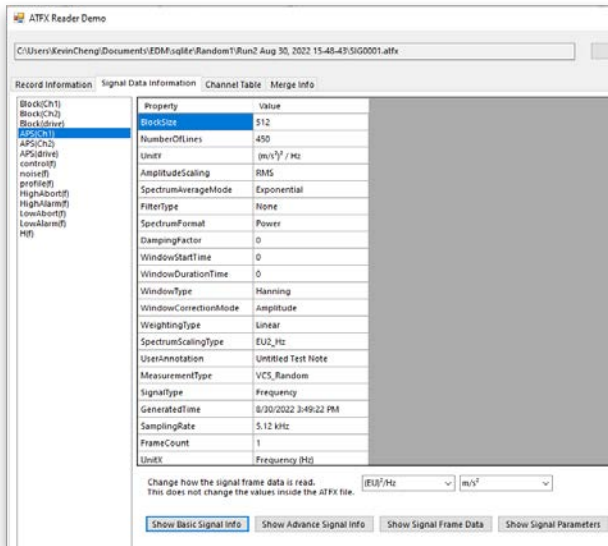 ATFX Reader Demo
C:\Users\KevinCheng\Documents\EDM\sqlite\Random1\Run2 Aug 30, 2022 15-48-43\SIG0001.atfx
Record Information Signal Data Information Channel Table Merge Info
Block(Ch1)
Block(Ch2)
Block(drive)
APS(Ch1)
APS(Ch2)
APS(drive)
control(f)
noise(f)
profile(f)
HighAbort(f)
HighAlarm(f)
LowAbort(f)
LowAlarm(f)
H(f)
Property Value
BlockSize 512
NumberOfLines 450
UnitY (m/s²)² / Hz
AmplitudeScaling RMS
SpectrumAverageMode Exponential
FilterType None
SpectrumFormat Power
DampingFactor 0
WindowStartTime 0
WindowDurationTime 0
WindowType Hanning
WindowCorrectionMode Amplitude
WeightingType Linear
SpectrumScalingType EU2_Hz
UserAnnotation Untitled Test Note
MeasurementType VCS_Random
SignalType Frequency
GeneratedTime 8/30/2022 3:49:22 PM
SamplingRate 5.12 kHz
FrameCount 1
UnitX Frequency (Hz)
Change how the signal frame data is read. (EU)²/Hz m/s²
This does not change the values inside the ATFX file.
Show Basic Signal Info Show Advance Signal Info Show Signal Frame Data Show Signal Parameters